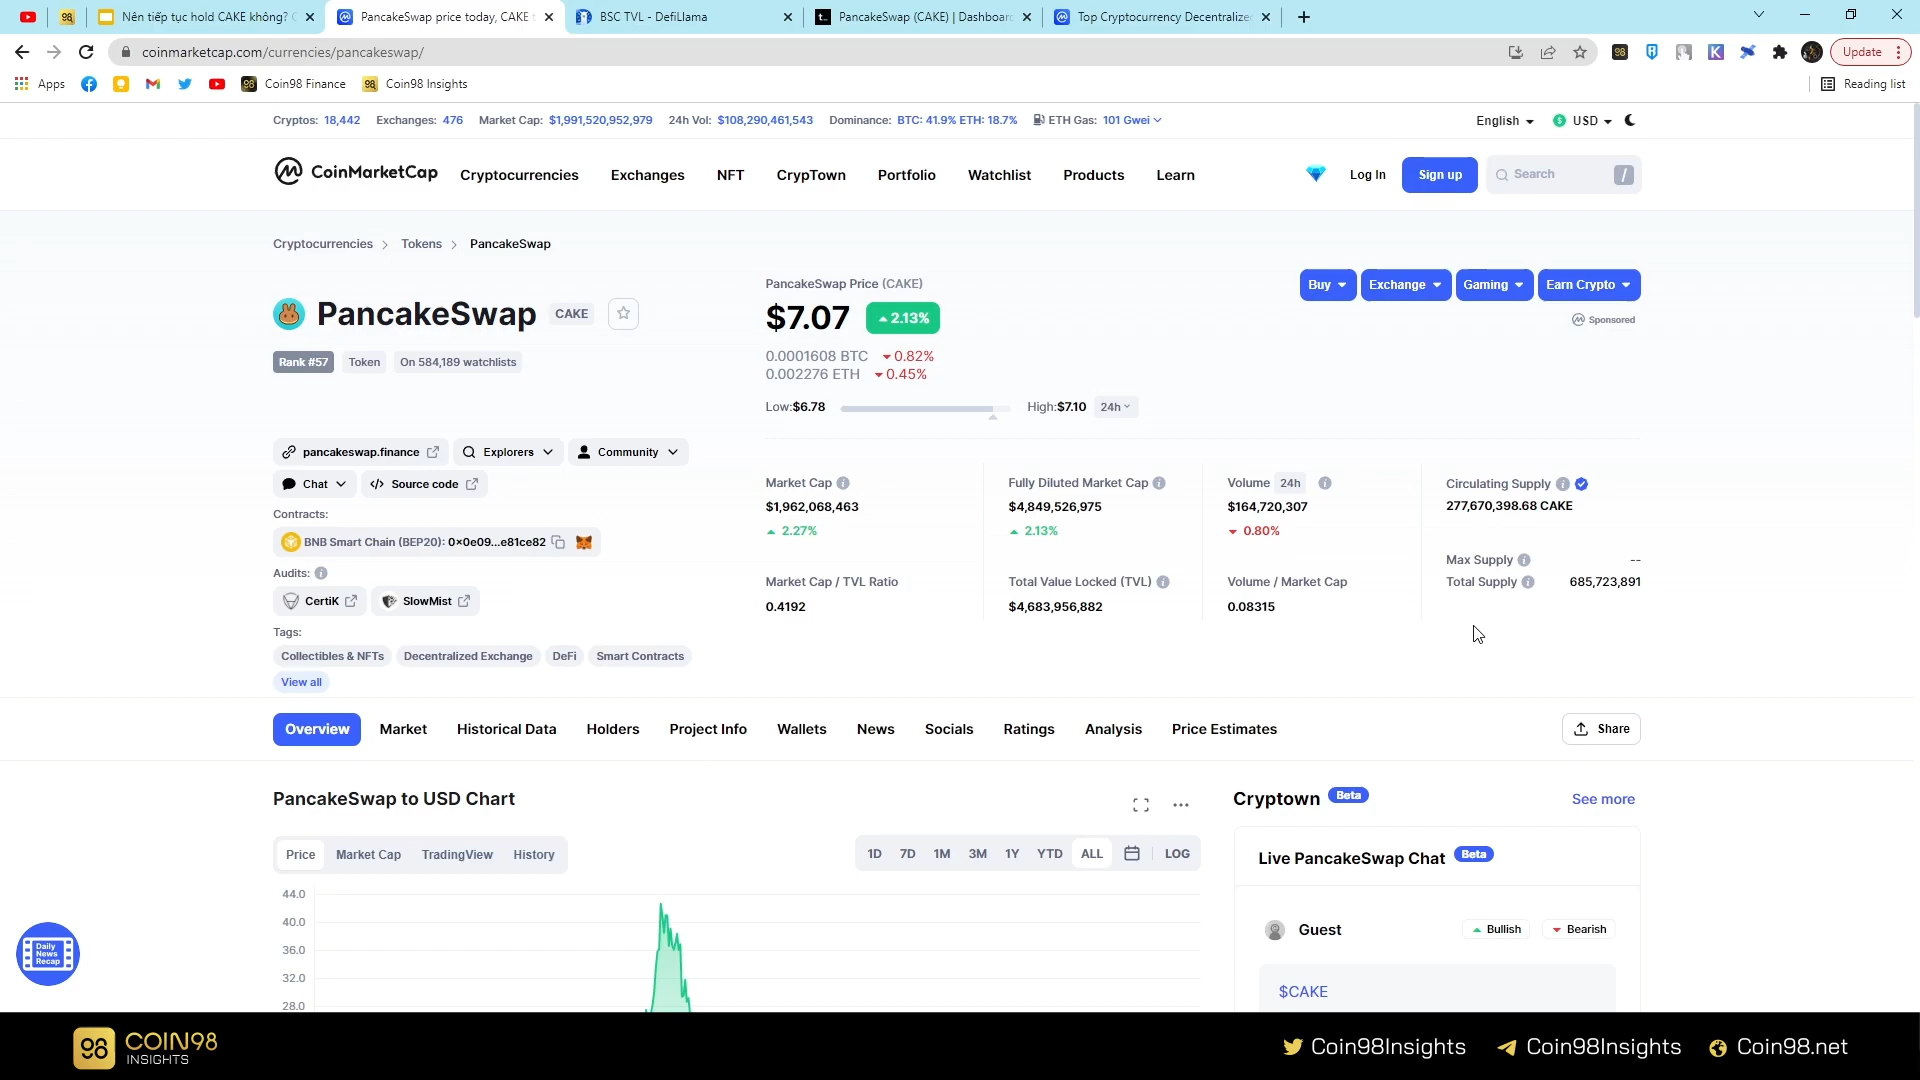 Nên tiếp tục hold CAKE không?
PancakeSwap price today, CAKE t
BSC TVL - DefiLlama
PancakeSwap (CAKE) | Dashboar
Top Cryptocurrency Decentralize
coinmarketcap.com/currencies/pancakeswap/
Update
Apps
Coin98 Finance
Coin98 Insights
Reading list
Cryptos: 18,442 Exchanges: 476 Market Cap: $1,991,520,952,979 24h Vol: $108,290,461,543 Dominance: BTC: 41.9% ETH: 18.7% ETH Gas: 101 Gwei
English USD
CoinMarketCap
Cryptocurrencies Exchanges NFT CrypTown Portfolio Watchlist Products Learn
Log In Sign up Search /
Cryptocurrencies > Tokens > PancakeSwap
PancakeSwap CAKE
Rank #57 Token On 584,189 watchlists
PancakeSwap Price (CAKE)
$7.07 2.13%
0.0001608 BTC 0.82%
0.002276 ETH 0.45%
Low:$6.78 High:$7.10 24h
Buy Exchange Gaming Earn Crypto
Sponsored
pancakeswap.finance Explorers Community
Chat Source code
Contracts:
BNB Smart Chain (BEP20): 0x0e09...e81ce82
Audits:
CertiK SlowMist
Tags:
Collectibles & NFTs Decentralized Exchange DeFi Smart Contracts
View all
Market Cap
$1,962,068,463
2.27%
Market Cap / TVL Ratio
0.4192
Fully Diluted Market Cap
$4,849,526,975
2.13%
Total Value Locked (TVL)
$4,683,956,882
Volume 24h
$164,720,307
0.80%
Volume / Market Cap
0.08315
Circulating Supply
277,670,398.68 CAKE
Max Supply --
Total Supply 685,723,891
Overview Market Historical Data Holders Project Info Wallets News Socials Ratings Analysis Price Estimates
Share
PancakeSwap to USD Chart
Price Market Cap TradingView History
1D 7D 1M 3M 1Y YTD ALL LOG
44.0
40.0
36.0
32.0
28.0
Cryptown Beta See more
Live PancakeSwap Chat Beta
Guest Bullish Bearish
$CAKE
Daily
News
Recap
98 COIN98
INSIGHTS
Coin98Insights Coin98Insights Coin98.net